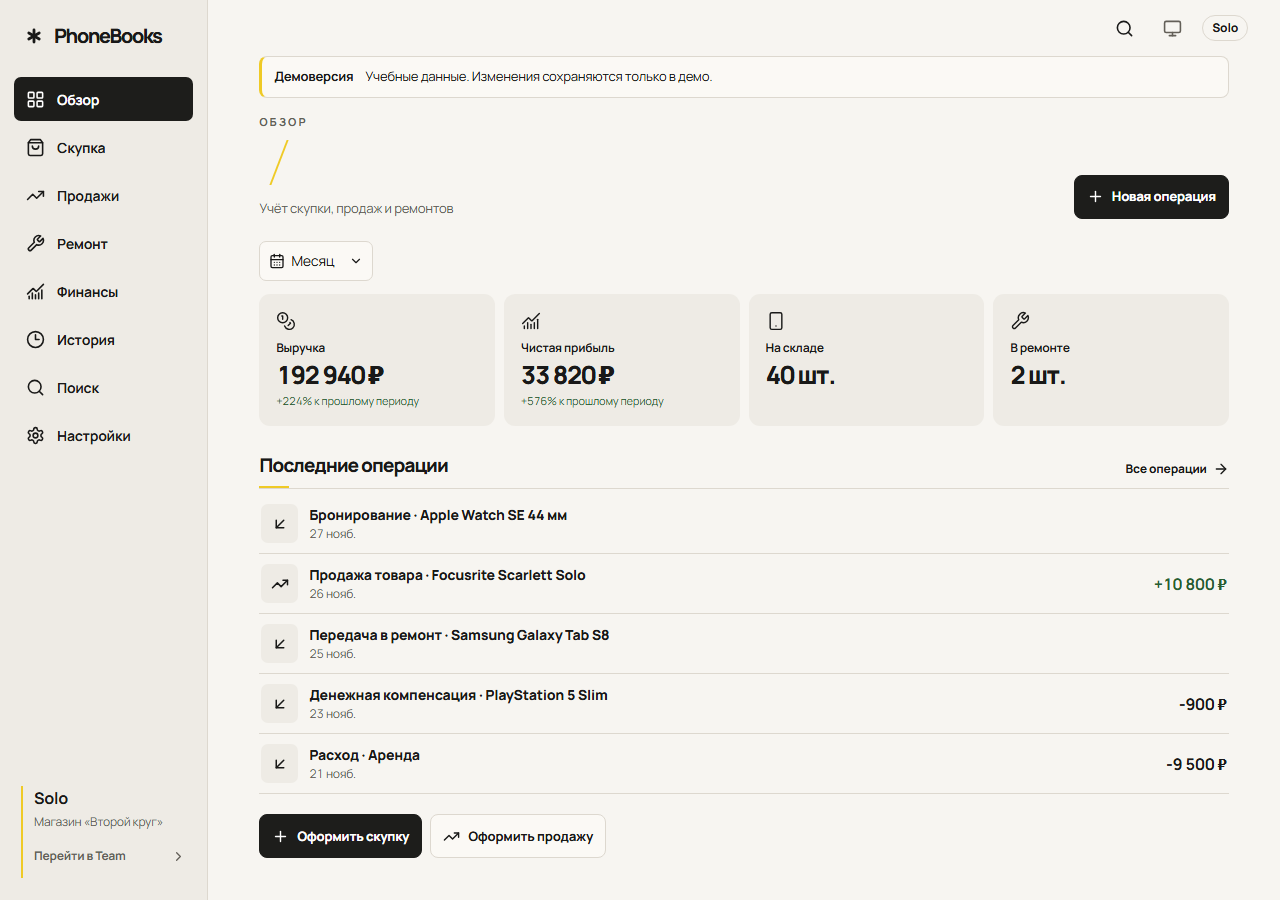 PhoneBooks
Solo
Обзор
Скупка
Продажи
Ремонт
Финансы
История
Поиск
Настройки
Solo
Магазин «Второй круг»
Перейти в Team
Демоверсия Учебные данные. Изменения сохраняются только в демо.
ОБЗОР
Учёт скупки, продаж и ремонтов
Новая операция
Месяц
Выручка
192 940 ₽
+224% к прошлому периоду
Чистая прибыль
33 820 ₽
+576% к прошлому периоду
На складе
40 шт.
В ремонте
2 шт.
Последние операции
Все операции
Бронирование · Apple Watch SE 44 мм
27 нояб.
Продажа товара · Focusrite Scarlett Solo
26 нояб.
+10 800 ₽
Передача в ремонт · Samsung Galaxy Tab S8
25 нояб.
Денежная компенсация · PlayStation 5 Slim
23 нояб.
-900 ₽
Расход · Аренда
21 нояб.
-9 500 ₽
Оформить скупку
Оформить продажу